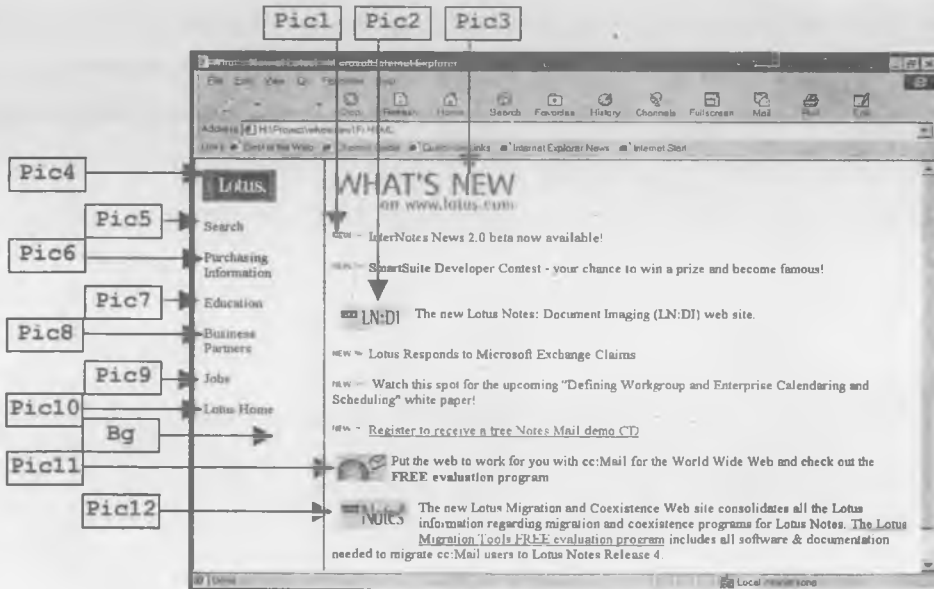 Pic1 Pic2 Pic3
Internet Explorer
Search Favorites History Channels Fullscreen Mail
Address
Internet Explorer News Internet Start
Pic4
Lotus.
WHAT'S NEW
on www.lotus.com
Pic5
Search
InterNotes News 2.0 beta now available!
Pic6
Purchasing
Information
NEW SmartSuite Developer Contest - your chance to win a prize and become famous!
Pic7
Education
LN:DI The new Lotus Notes: Document Imaging (LN:DI) web site.
Pic8
Business
Partners
NEW Lotus Responds to Microsoft Exchange Claims
Pic9
Jobs
NEW Watch this spot for the upcoming "Defining Workgroup and Enterprise Calendaring and
Scheduling" white paper!
Pic10
Lotus Home
Bg
NEW Register to receive a free Notes Mail demo CD
Pic11
Put the web to work for you with cc:Mail for the World Wide Web and check out the
FREE evaluation program
Pic12
NOTES
The new Lotus Migration and Coexistence Web site consolidates all the Lotus
information regarding migration and coexistence programs for Lotus Notes. The Lotus
Migration Tools FREE evaluation program includes all software & documentation
needed to migrate cc:Mail users to Lotus Notes Release 4.
Local